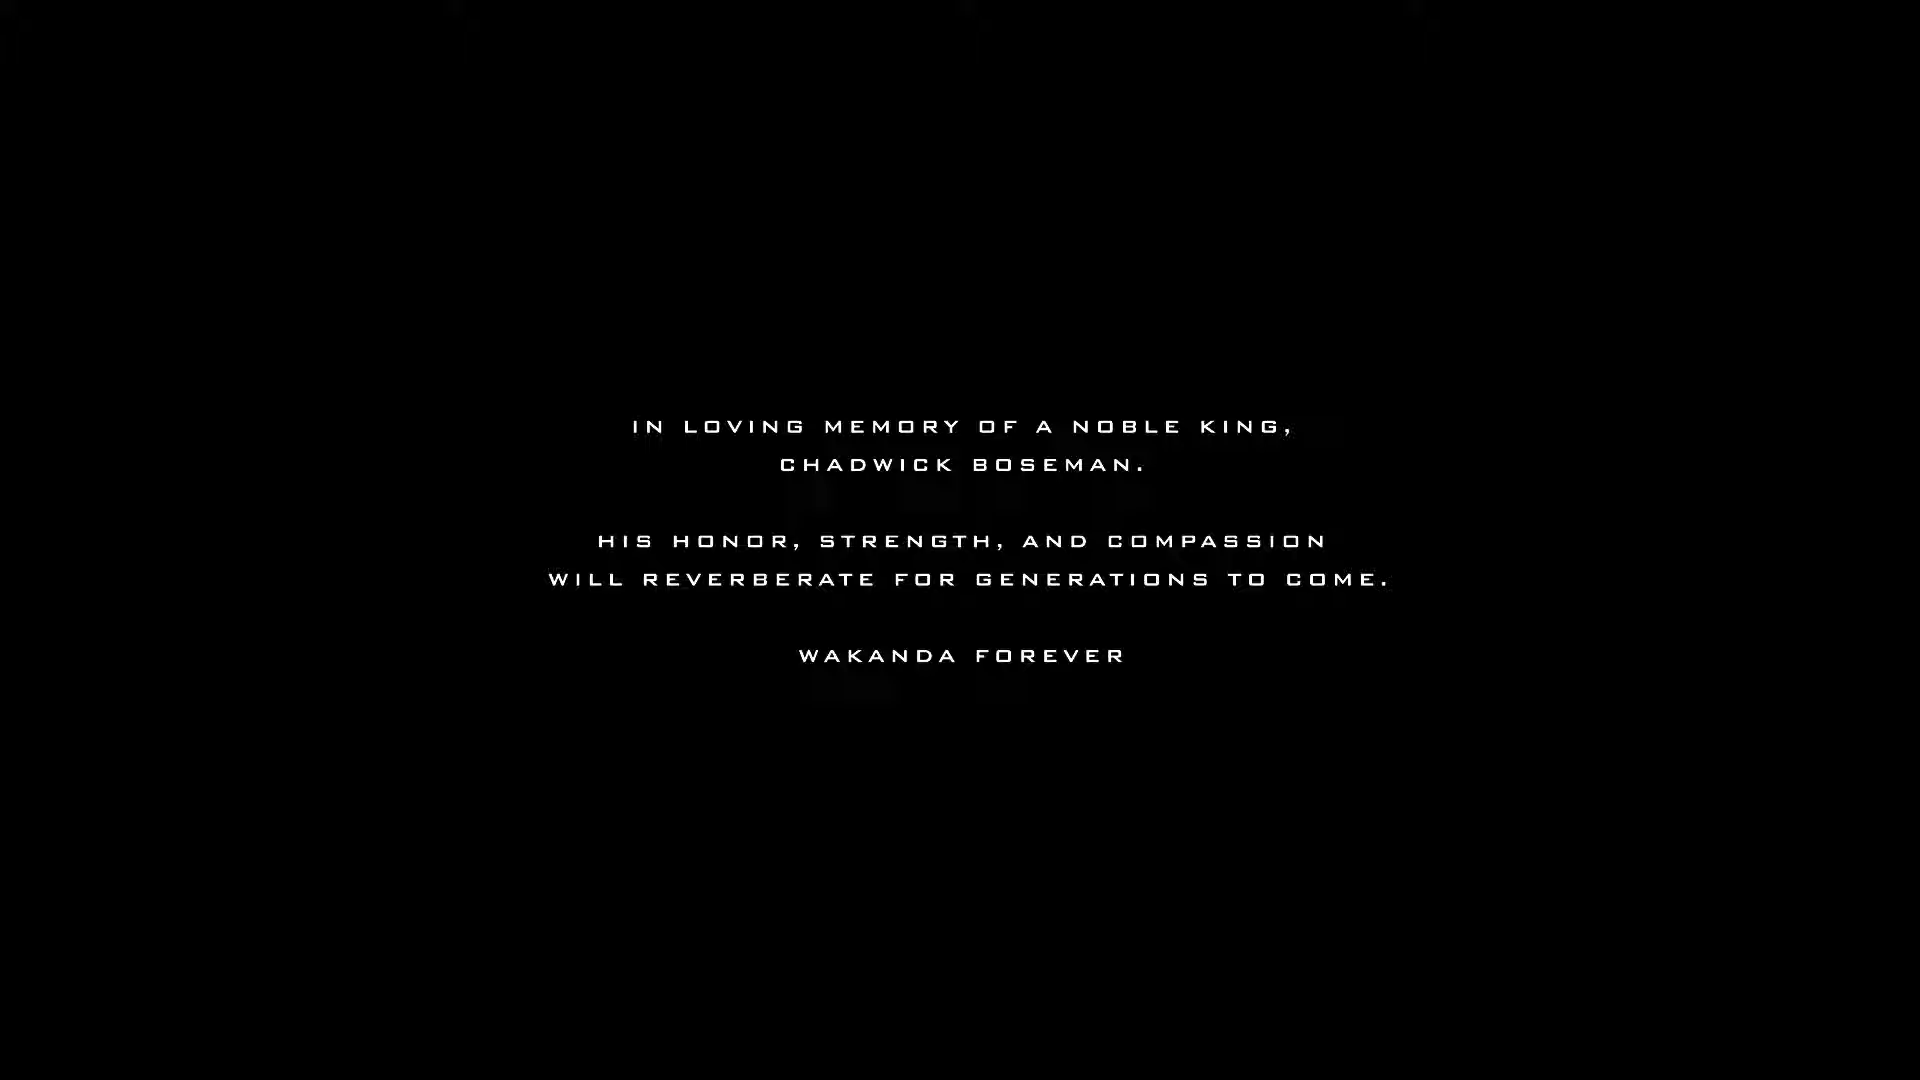 IN LOVING MEMORY OF A NOBLE KING,
CHADWICK BOSEMAN.
HIS HONOR, STRENGTH, AND COMPASSION
WILL REVERBERATE FOR GENERATIONS TO COME.
WAKANDA FOREVER